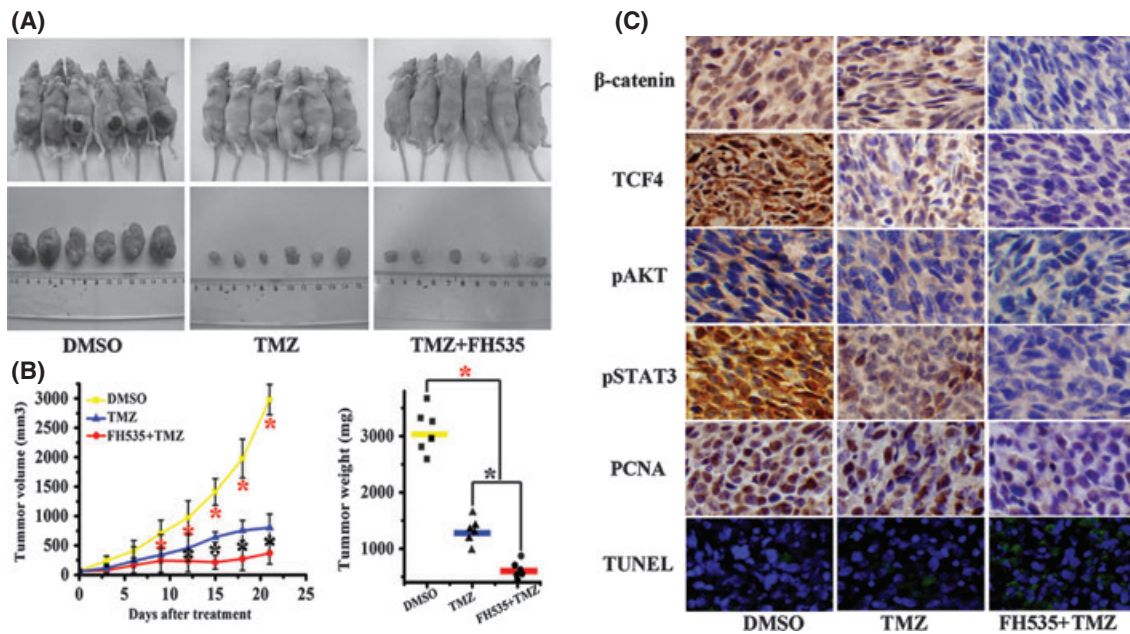 (A)
DMSO
TMZ
TMZ+FH535
(B)
Tummor volume (mm3)
3000
2500
2000
1500
1000
500
0
DMSO
TMZ
FH535+TMZ
*
*
*
*
*
*
*
*
*
0
5
10
15
20
25
Days after treatment
Tummor weight (mg)
3000
2000
1000
*
*
DMSO
TMZ
FH535+TMZ
(C)
β-catenin
TCF4
pAKT
pSTAT3
PCNA
TUNEL
DMSO
TMZ
FH535+TMZ